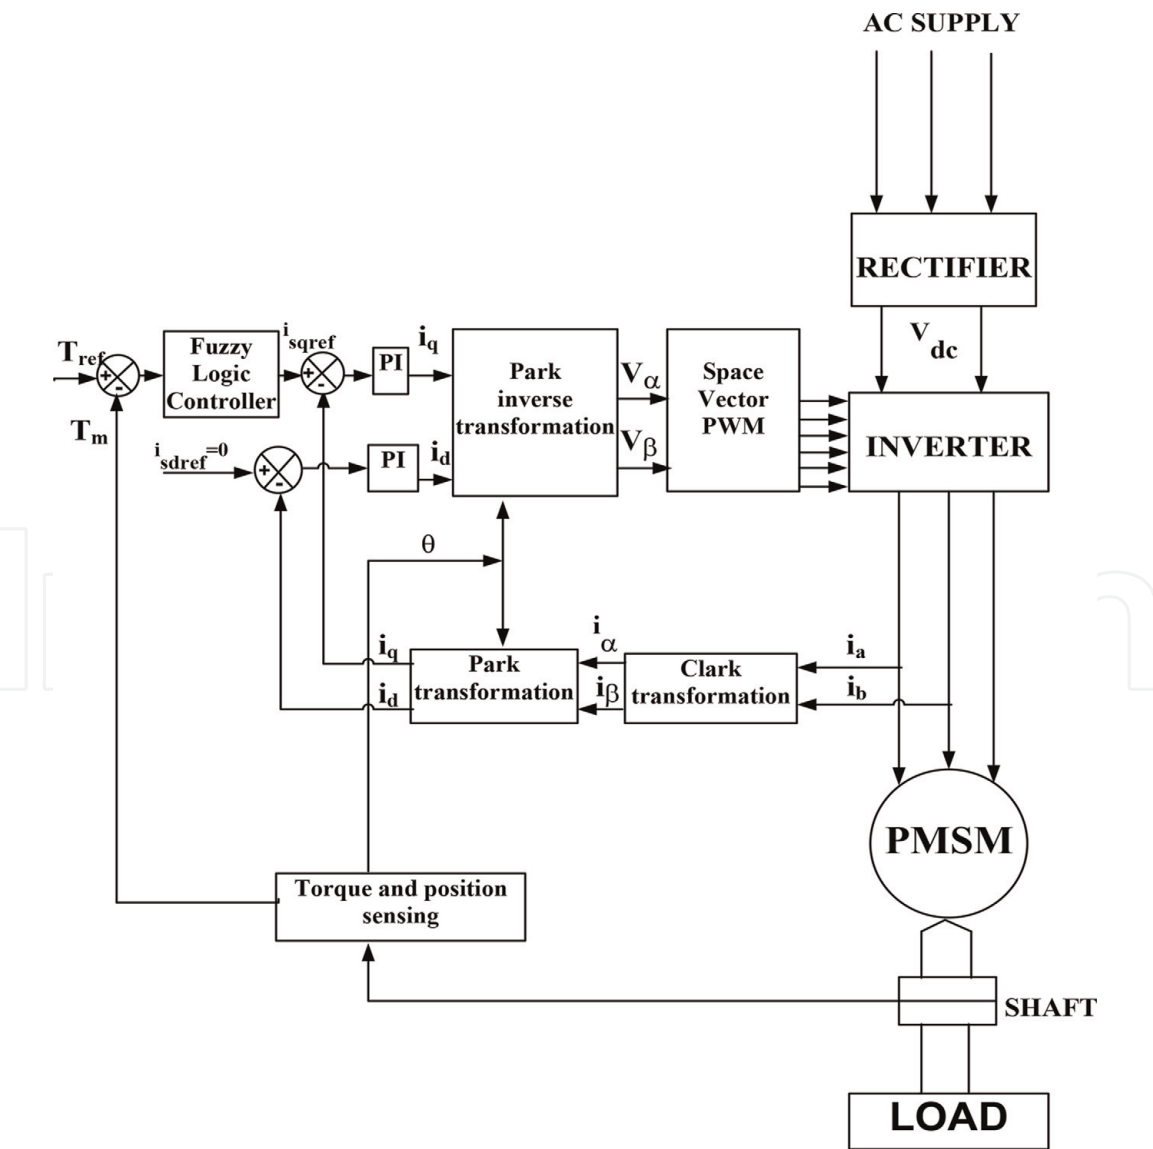 AC SUPPLY
RECTIFIER
V dc
T ref
+
-
T m
Fuzzy
Logic
Controller
i sqref
+
-
PI
i q
i sdref =0
+
-
PI
i d
Park
inverse
transformation
V α
V β
Space
Vector
PWM
INVERTER
θ
i q
i d
Park
transformation
i α
i β
Clark
transformation
i a
i b
PMSM
Torque and position
sensing
SHAFT
LOAD